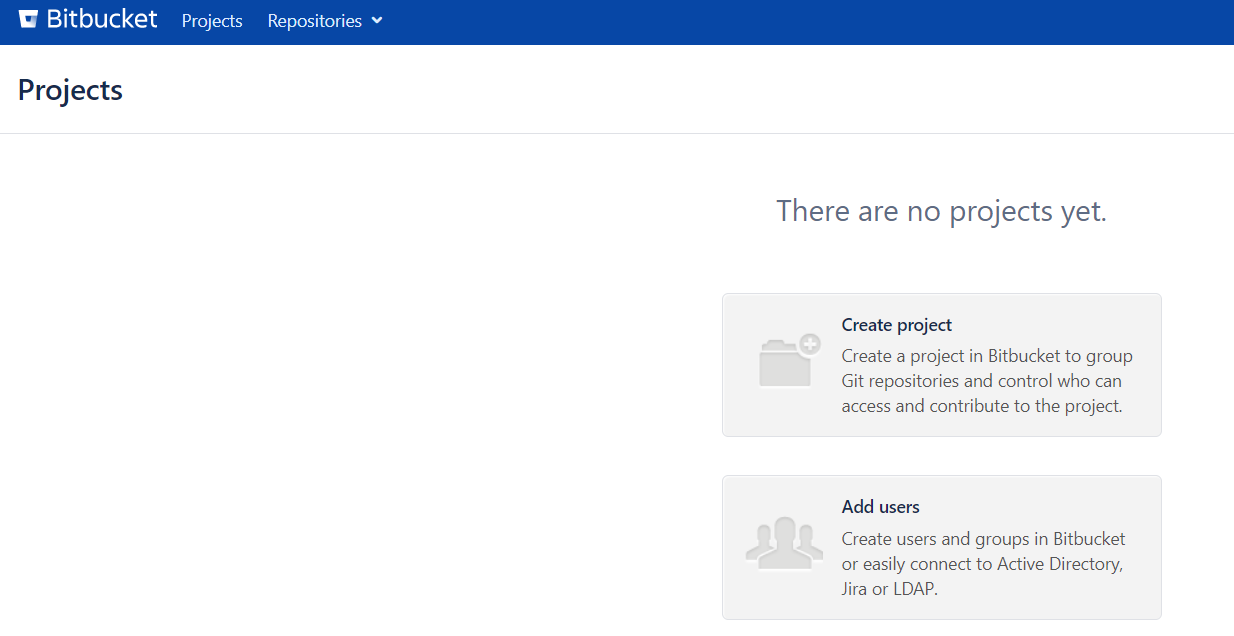 Bitbucket Projects Repositories
Projects
There are no projects yet.
Create project
Create a project in Bitbucket to group
Git repositories and control who can
access and contribute to the project.
Add users
Create users and groups in Bitbucket
or easily connect to Active Directory,
Jira or LDAP.